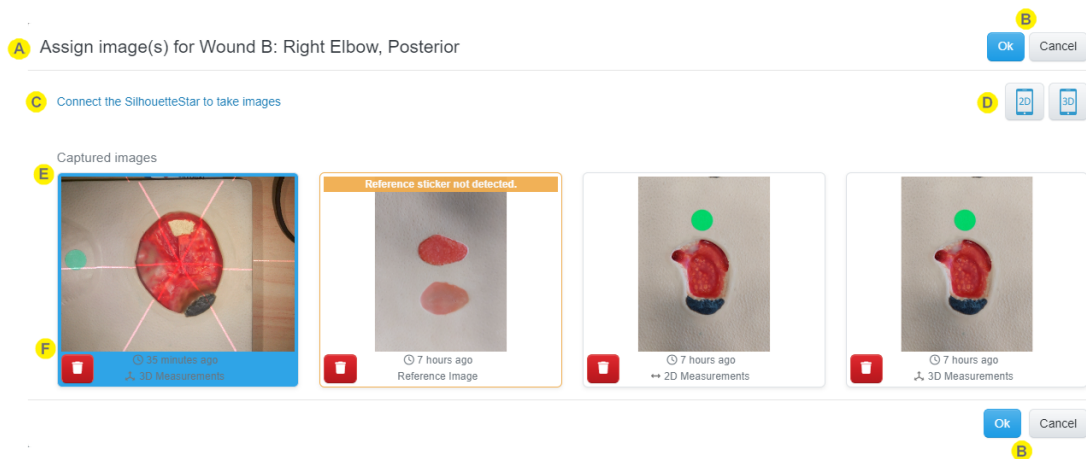 B
A Assign image(s) for Wound B: Right Elbow, Posterior Ok Cancel
C Connect the SilhouetteStar to take images D 2D 3D
Captured images
E
Reference sticker not detected.
F
35 minutes ago
3D Measurements
7 hours ago
Reference Image
7 hours ago
2D Measurements
7 hours ago
3D Measurements
Ok Cancel
B